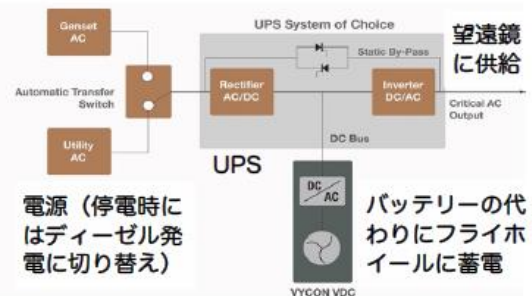 Genset
AC
UPS System of Choice
望遠鏡
に供給
Static By-Pass
Automatic Transfer
Switch
Rectifier
AC/DC
Inverter
DC/AC
Critical AC
Output
DC Bus
Utility
AC
UPS
DC
AC
電源（停電時に
はディーゼル発
電に切り替え）
バッテリーの代
わりにフライホ
イールに蓄電
VYCON VDC